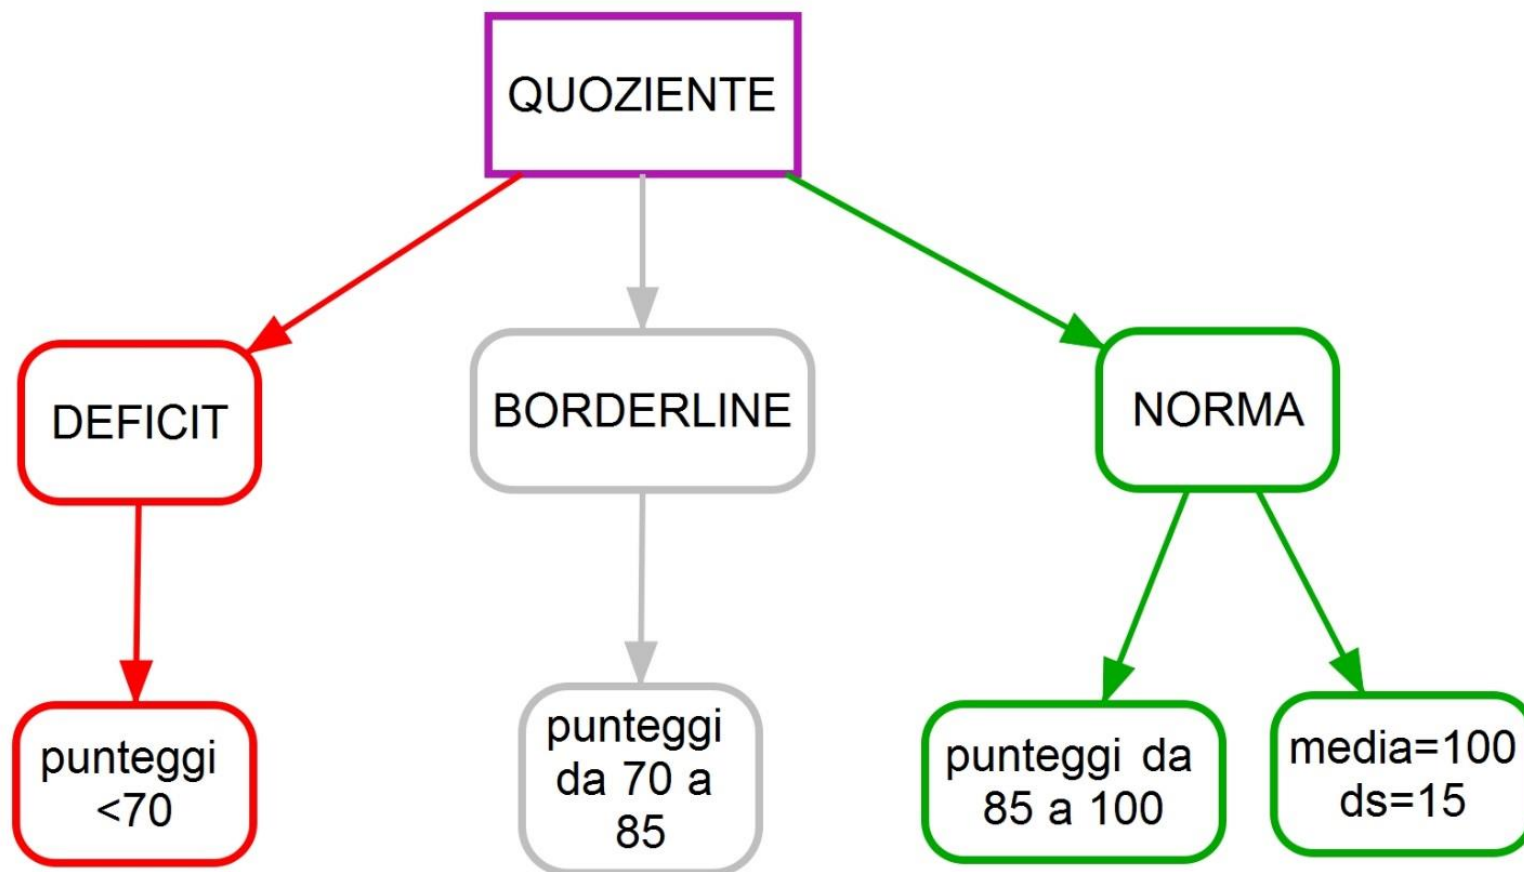 QUOZIENTE
DEFICIT
BORDERLINE
NORMA
punteggi
<70
punteggi
da 70 a
85
punteggi da
85 a 100
media=100
ds=15